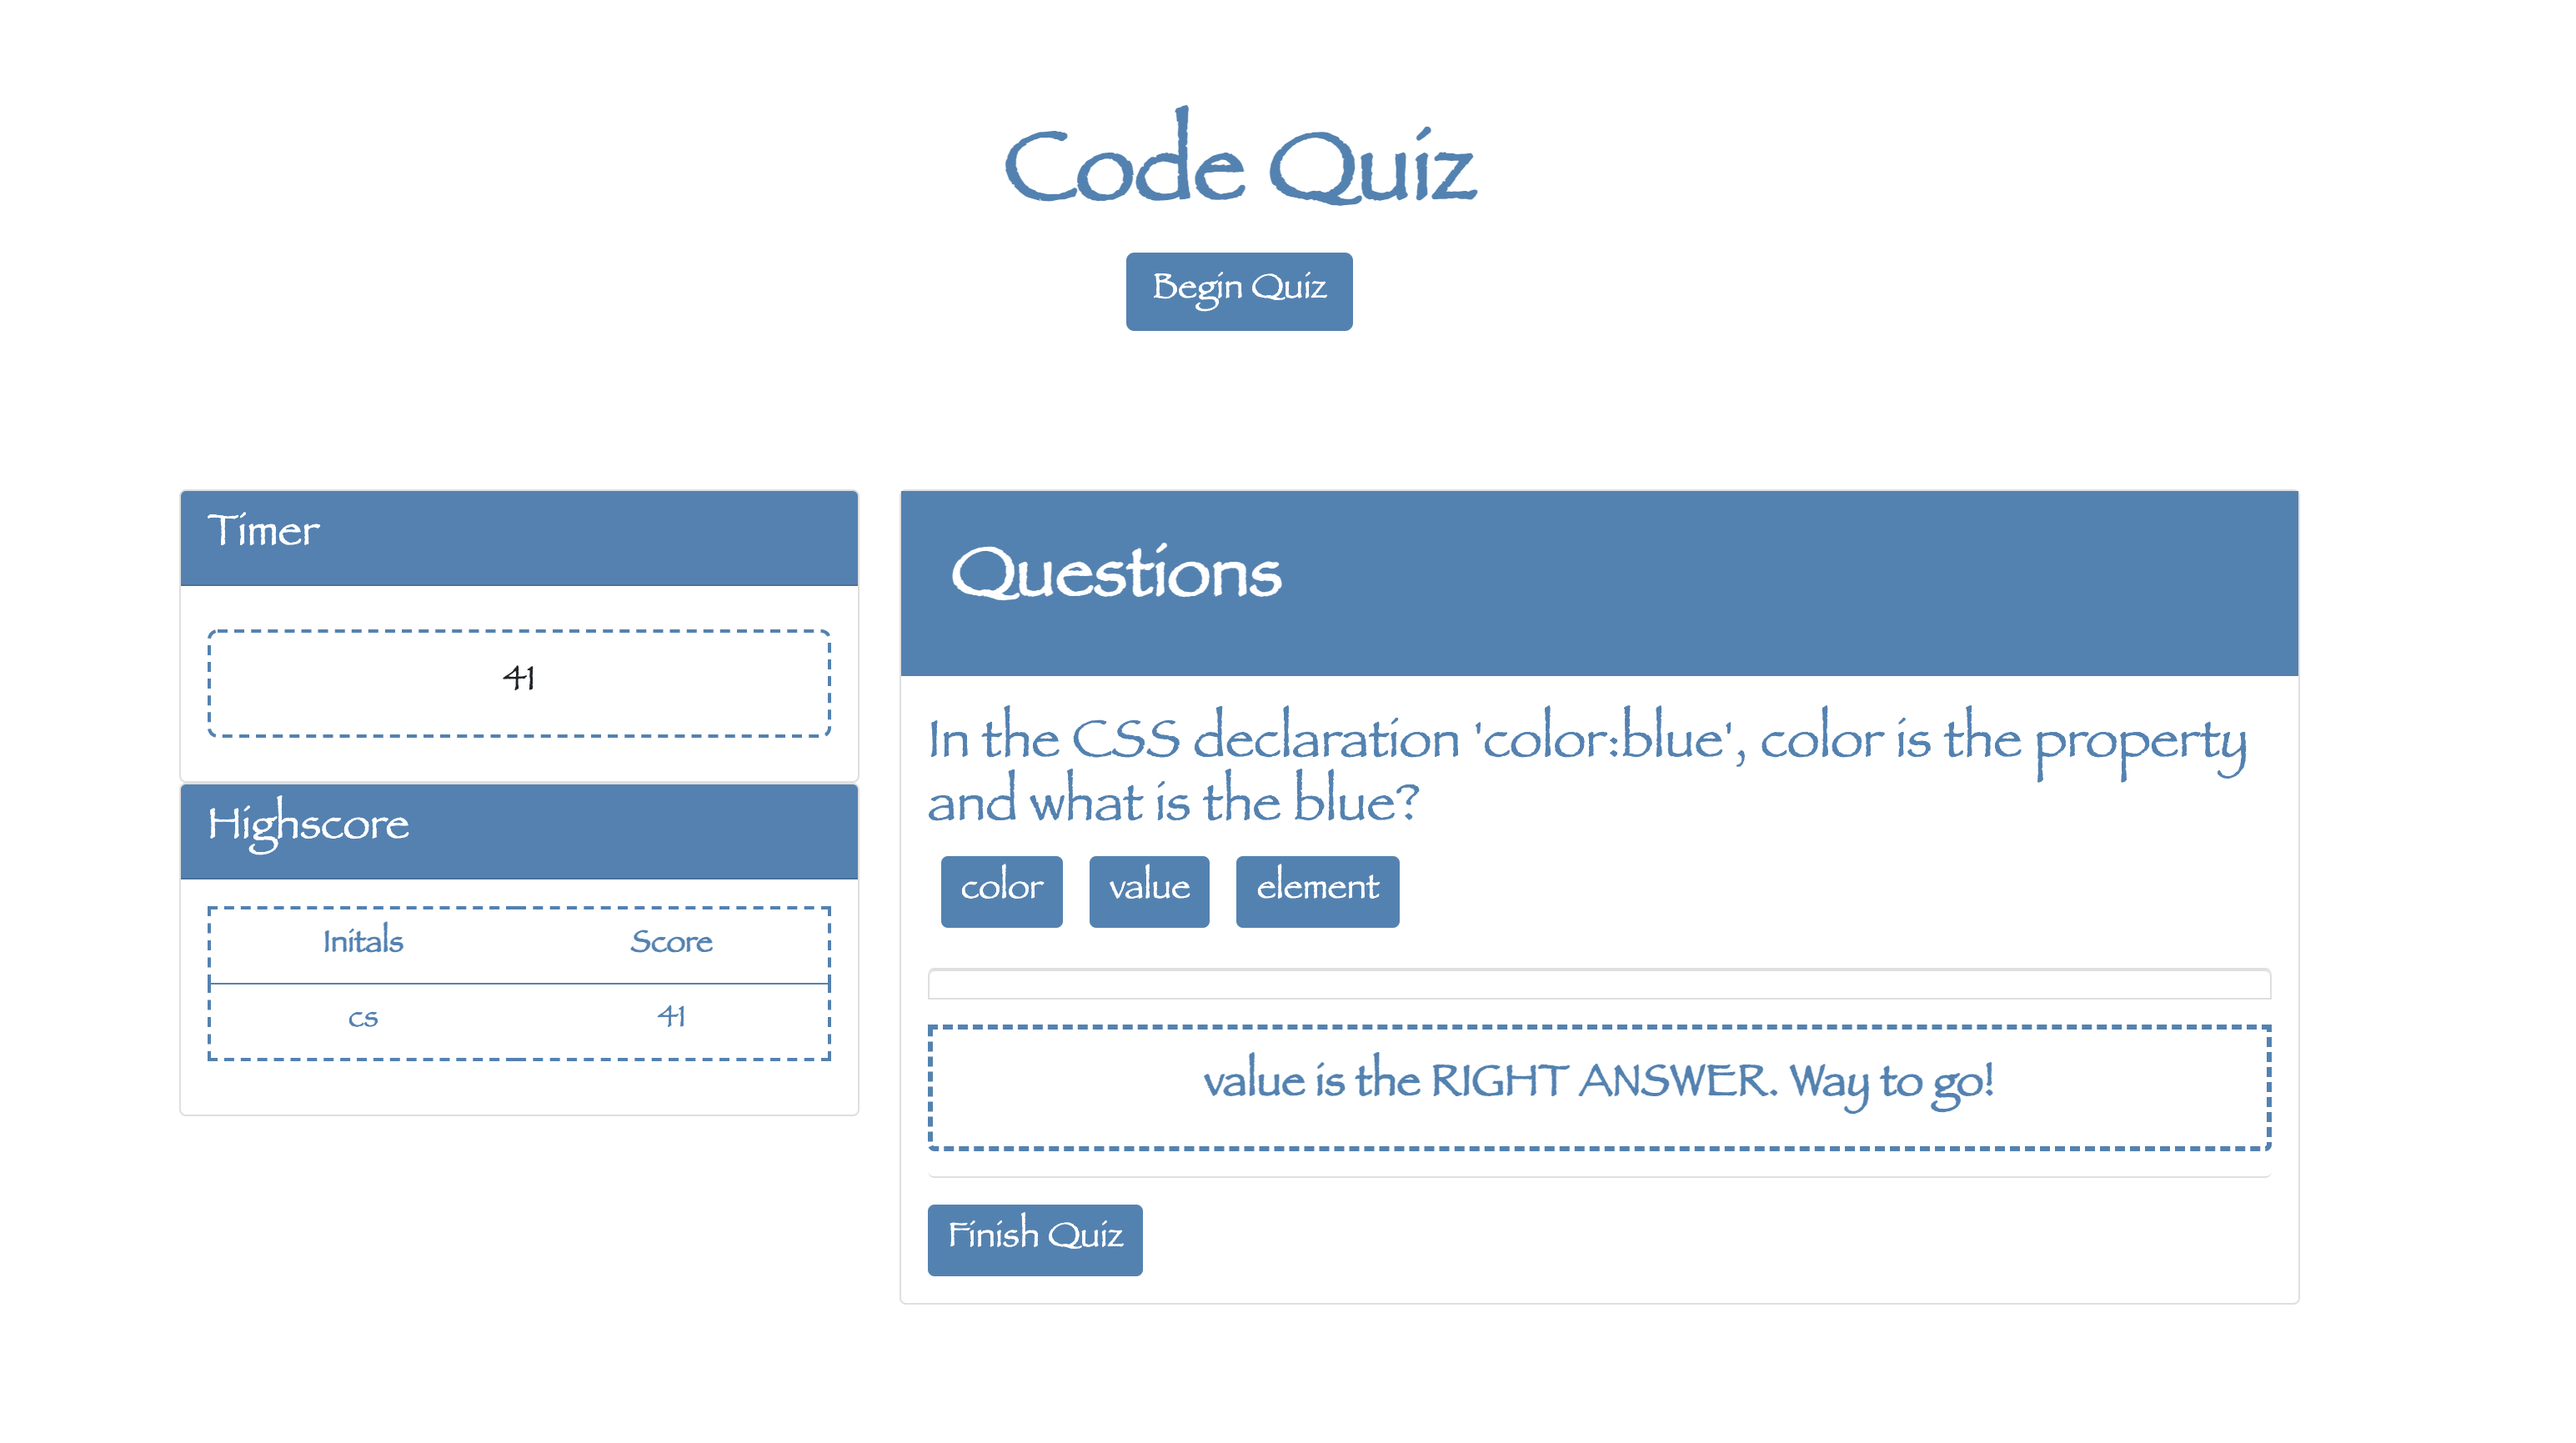 Code Quiz
Begin Quiz
Timer
41
Highscore
Initals Score
cs 41
Questions
In the CSS declaration 'color:blue', color is the property
and what is the blue?
color value element
value is the RIGHT ANSWER. Way to go!
Finish Quiz